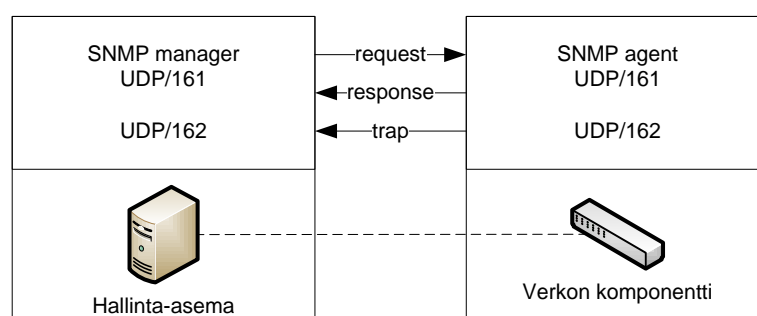 SNMP manager
UDP/161
UDP/162
request
response
trap
SNMP agent
UDP/161
UDP/162
Hallinta-asema
Verkon komponentti